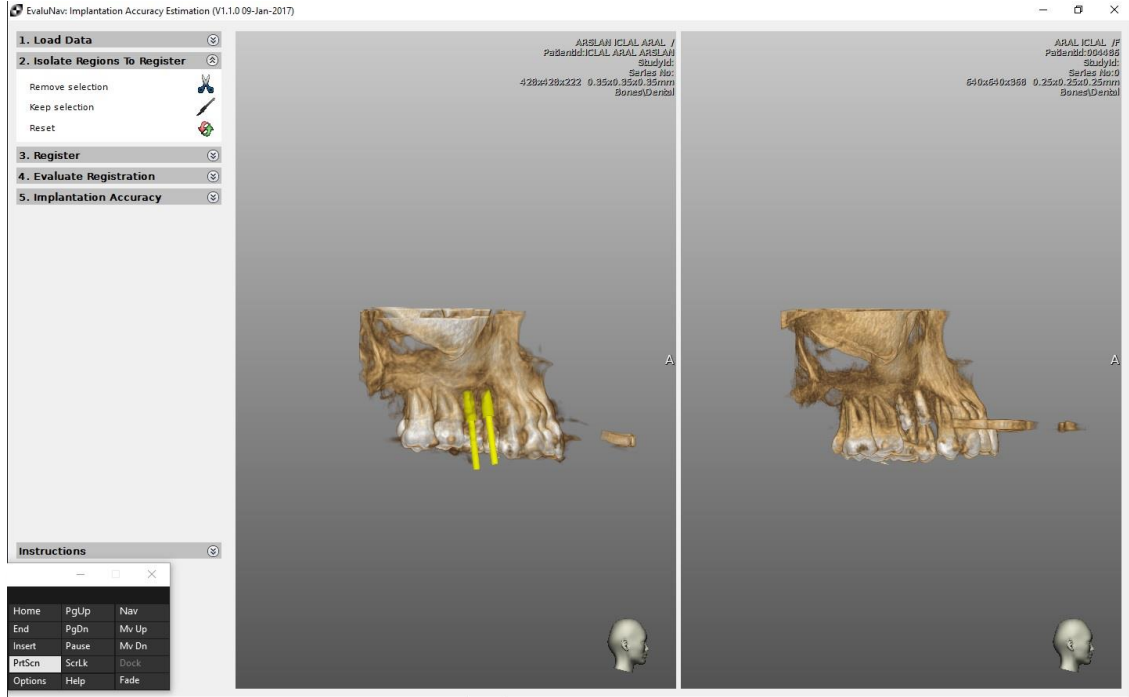 EvaluNav: Implantation Accuracy Estimation (V1.1.0 09-Jan-2017)
1. Load Data
2. Isolate Regions To Register
Remove selection
Keep selection
Reset
3. Register
4. Evaluate Registration
5. Implantation Accuracy
ARSLAN ICLAL ARAL /
PatientId:ICLAL ARAL ARSLAN
StudyId:
Series No:
428x428x222 0.35x0.35x0.35mm
Bones\Dental
A
ARAL ICLAL /F
PatientId:004486
StudyId:
Series No:0
640x640x368 0.25x0.25x0.25mm
Bones\Dental
A
Instructions
Home PgUp Nav
End PgDn Mv Up
Insert Pause Mv Dn
PrtScn ScrLk Dock
Options Help Fade